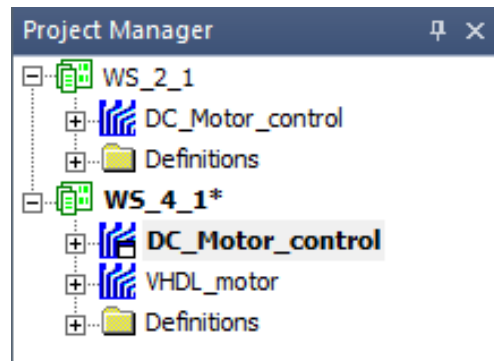 Project Manager
WS_2_1
DC_Motor_control
Definitions
WS_4_1*
DC_Motor_control
VHDL_motor
Definitions